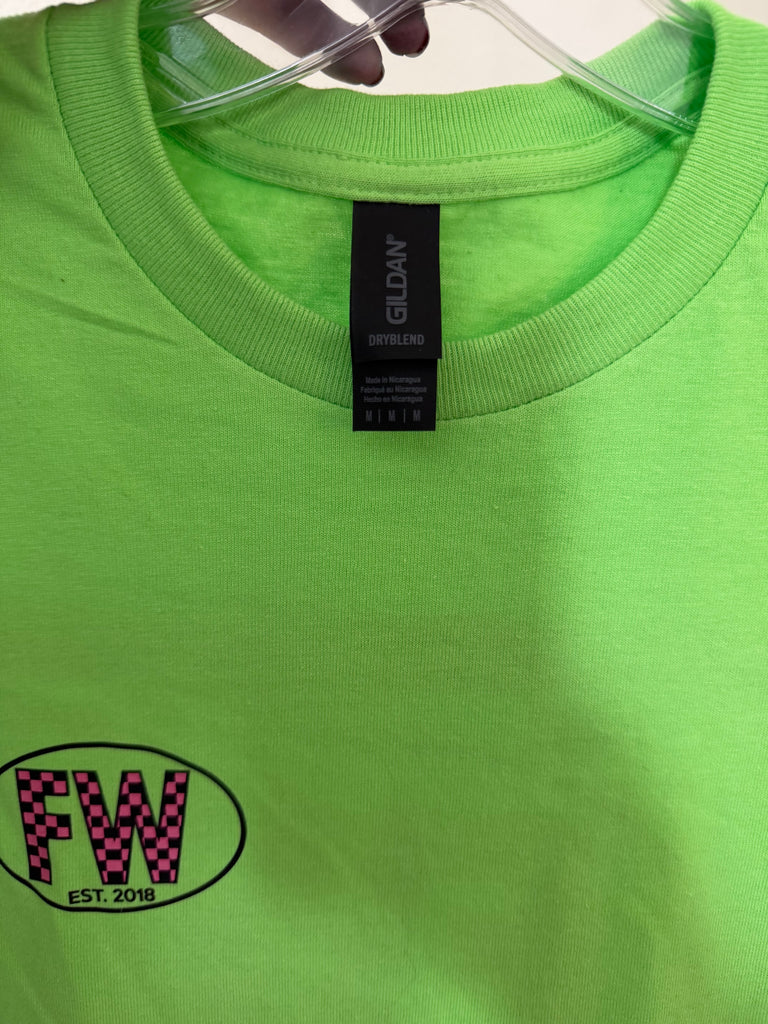 GILDAN®
DRYBLEND
Made in Nicaragua
Fabriqué au Nicaragua
Hecho en Nicaragua
M | M | M
FW
EST. 2018